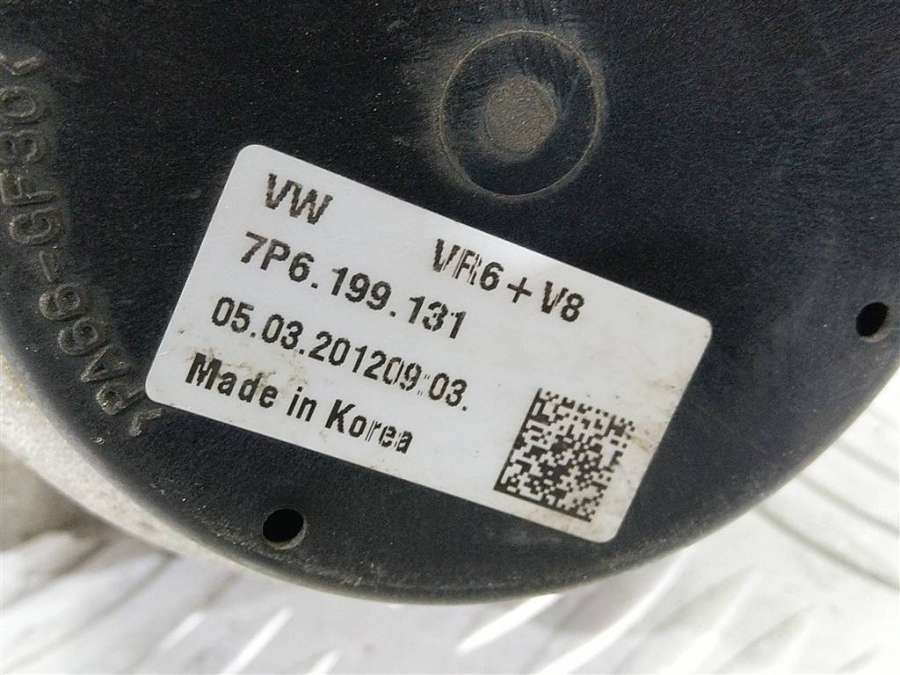 VW
VR6+V8
7P6.199.131
05.03.201209:03.
Made in Korea
>PA66-GF30<